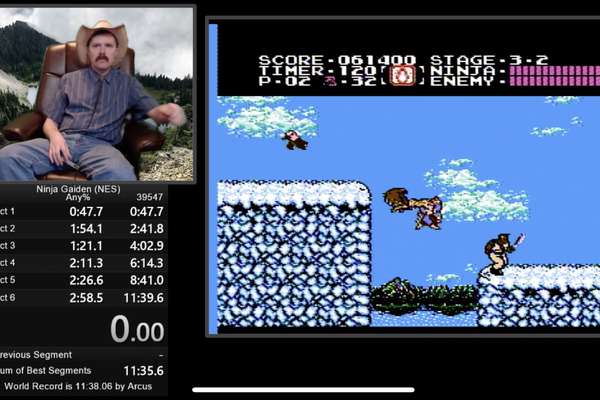 SCORE-061400 STAGE-3-2
TIMER-120 NINJA-
P-02 -32 ENEMY-
Ninja Gaiden (NES)
Any% 39547
ct 1 0:47.7 0:47.7
ct 2 1:54.1 2:41.8
ct 3 1:21.1 4:02.9
ct 4 2:11.3 6:14.3
ct 5 2:26.6 8:41.0
ct 6 2:58.5 11:39.6
0.00
revious Segment -
um of Best Segments 11:35.6
World Record is 11:38.06 by Arcus